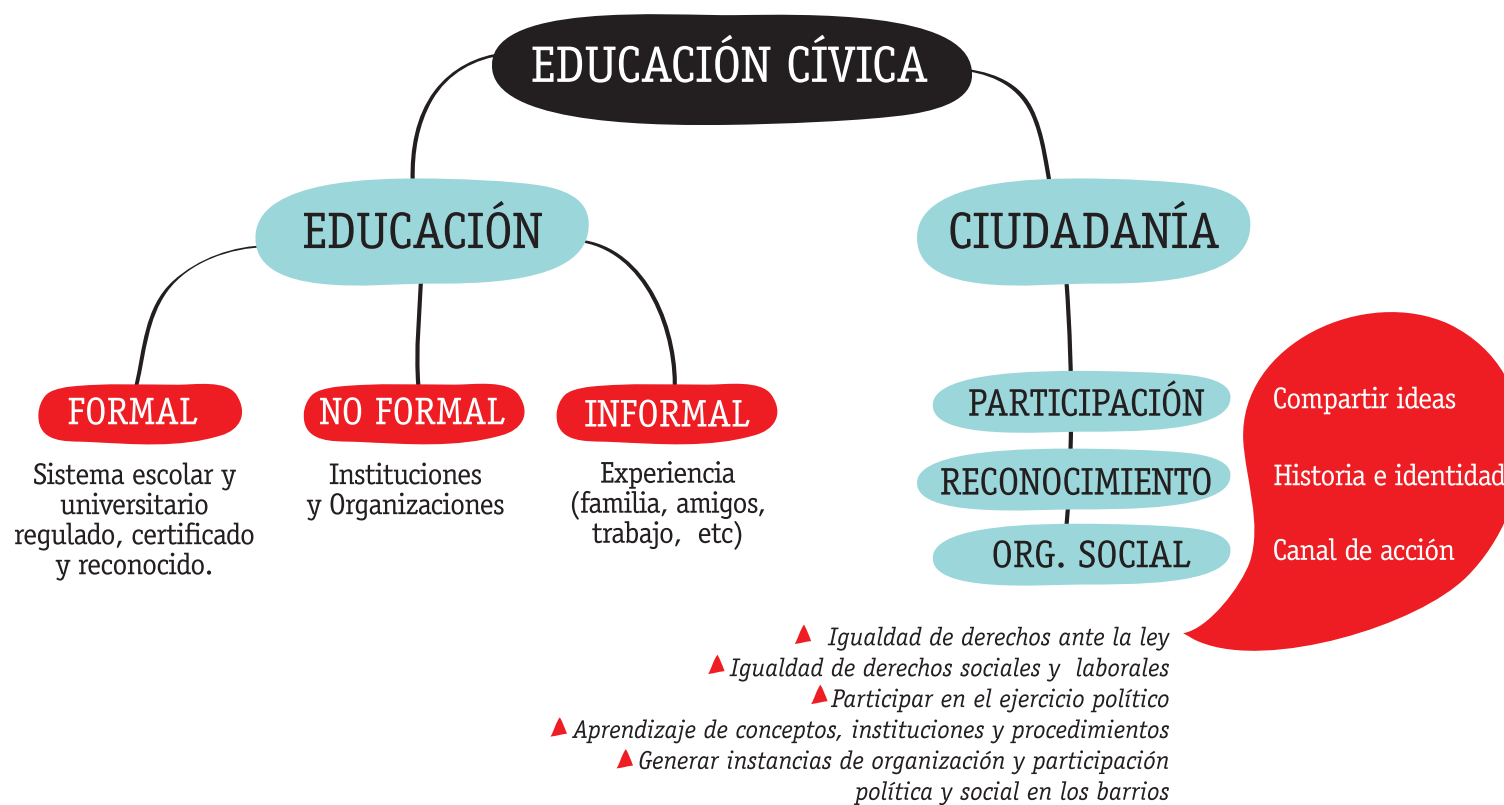 EDUCACIÓN CÍVICA
EDUCACIÓN
CIUDADANÍA
FORMAL
Sistema escolar y
universitario
regulado, certificado
y reconocido.
NO FORMAL
Instituciones
y Organizaciones
INFORMAL
Experiencia
(familia, amigos,
trabajo, etc)
PARTICIPACIÓN
RECONOCIMIENTO
ORG. SOCIAL
Compartir ideas
Historia e identidad
Canal de acción
Igualdad de derechos ante la ley
Igualdad de derechos sociales y laborales
Participar en el ejercicio político
Aprendizaje de conceptos, instituciones y procedimientos
Generar instancias de organización y participación
política y social en los barrios